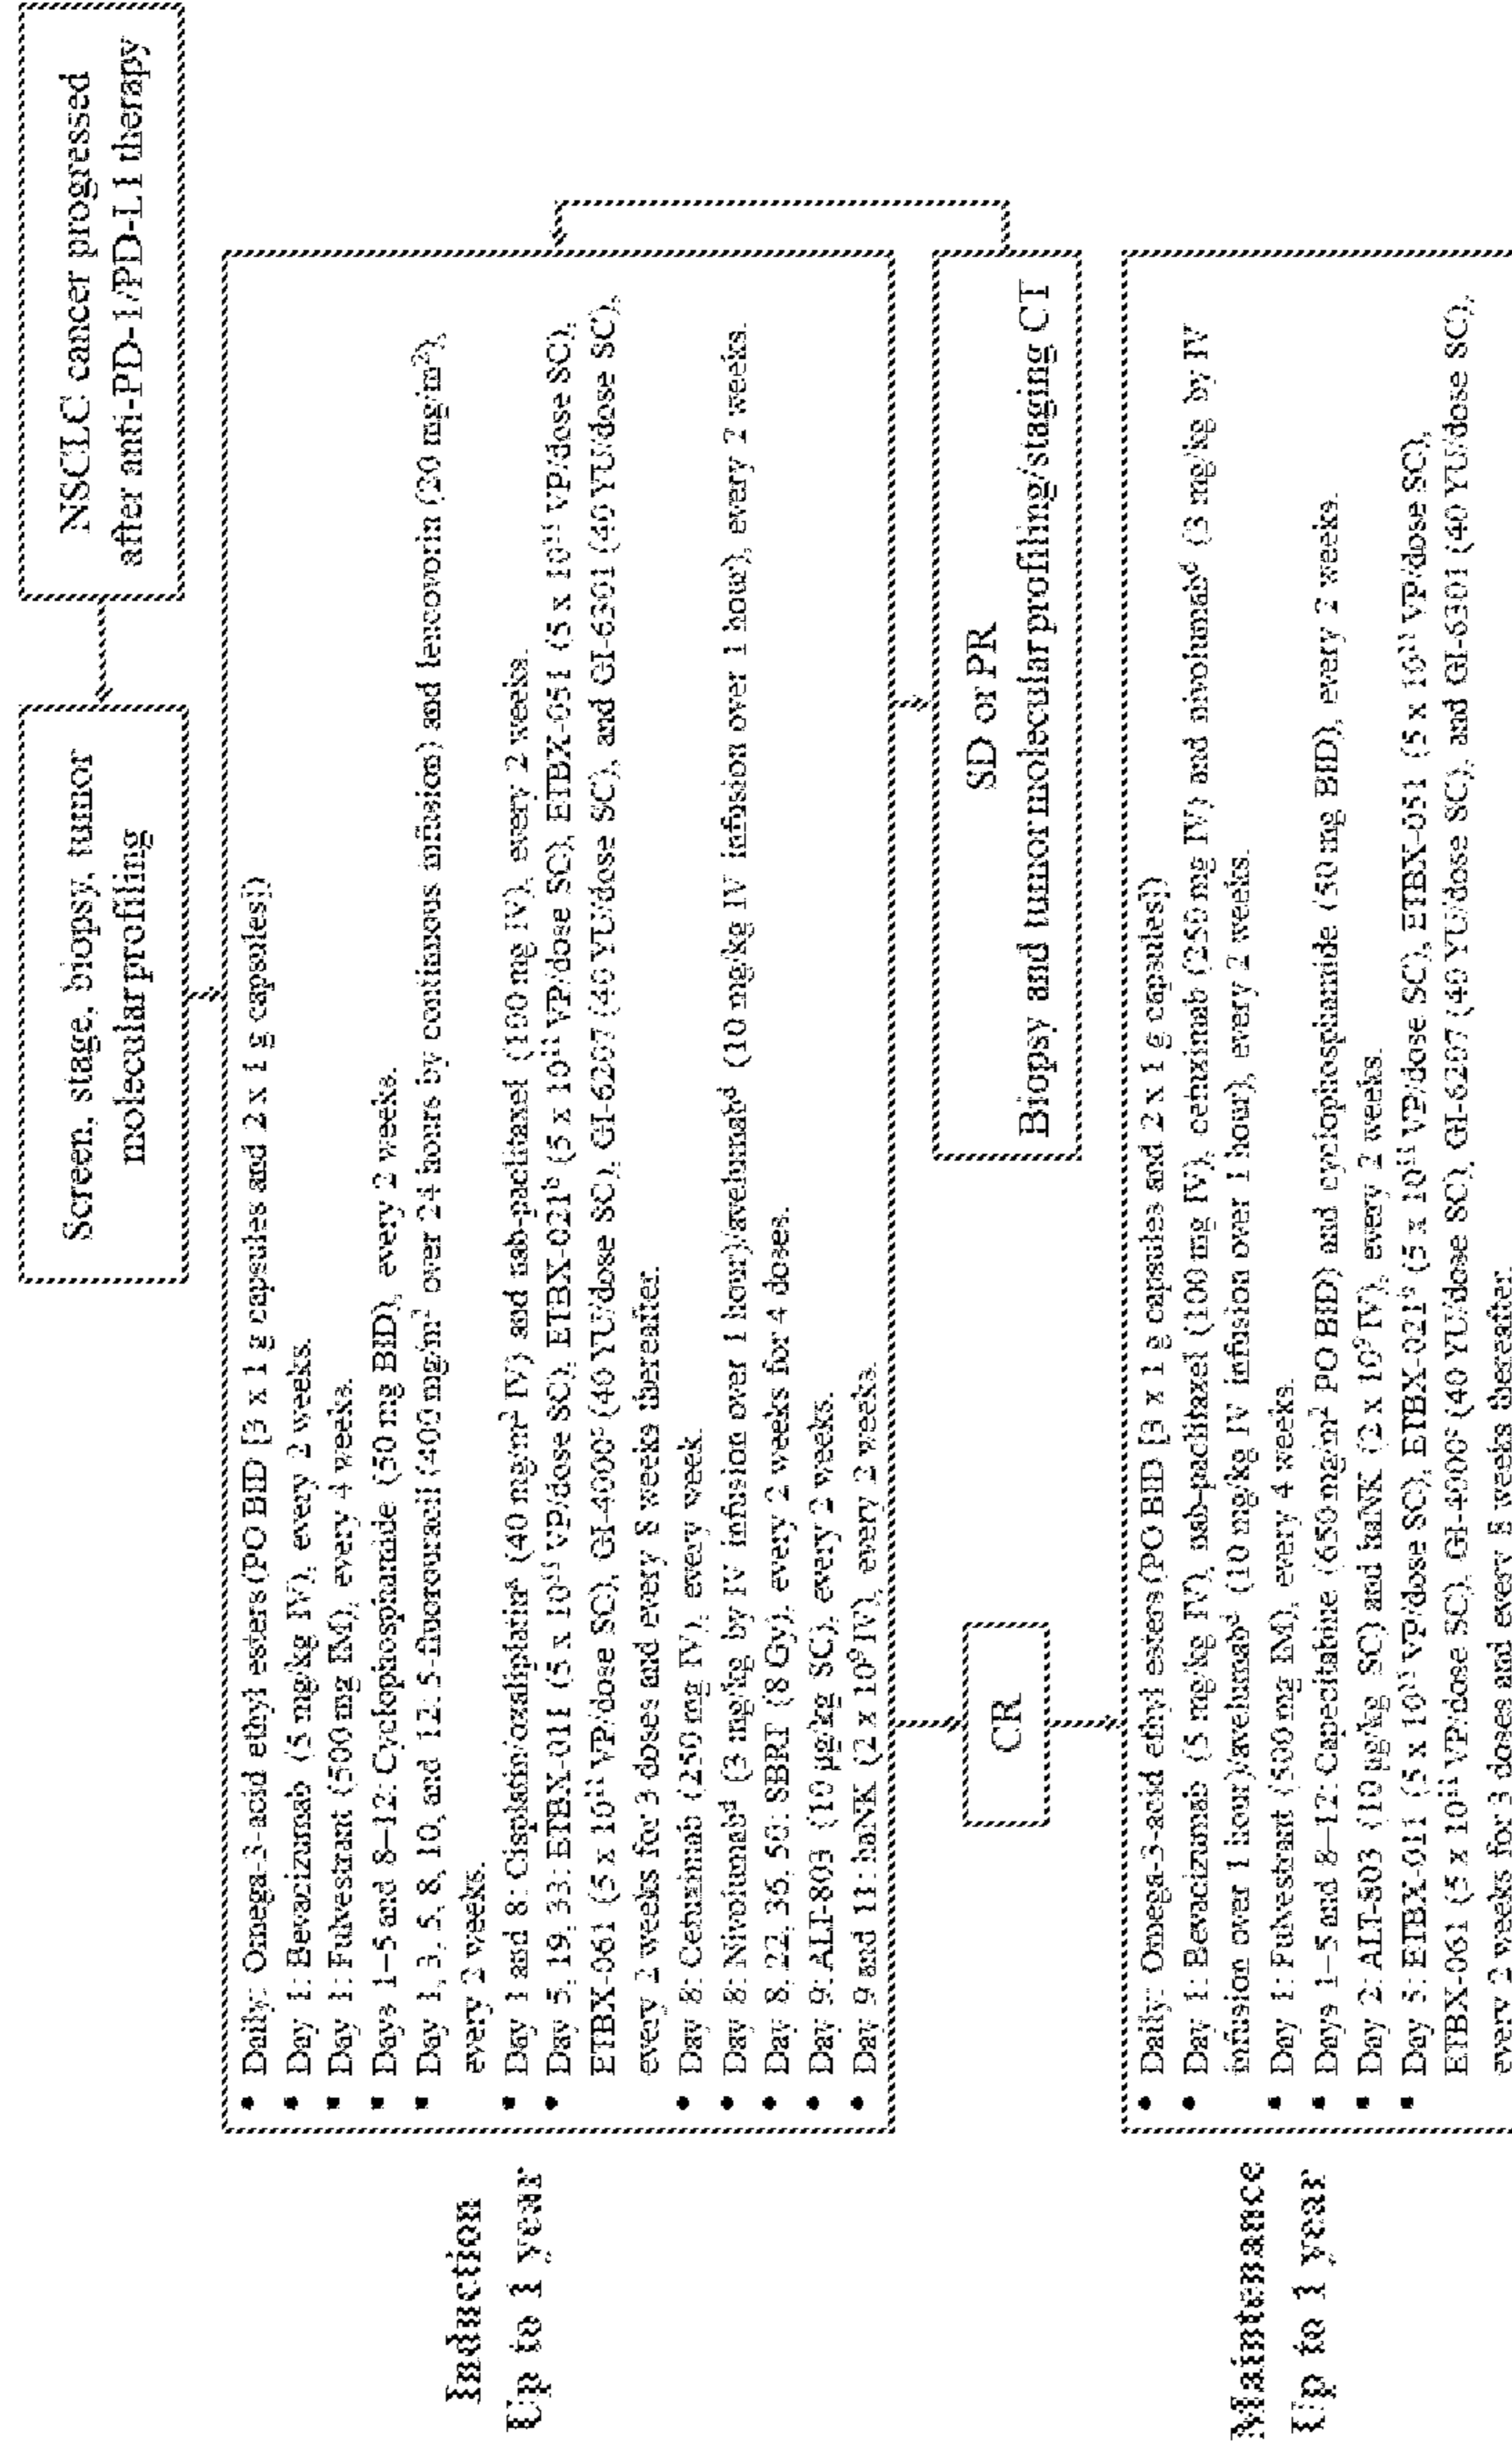 NSCLC cancer progressed
after anti-PD-1/PD-L1 therapy
Screen, stage, biopsy, tumor
molecular profiling
Induction
Up to 1 year
• Daily: Omega-3-acid ethyl esters (PO BID [3 x 1 g capsules and 2 x 1 g capsules])
• Day 1: Bevacizumab (5 mg/kg IV), every 2 weeks.
• Day 1: Fulvestrant (500 mg IM), every 4 weeks.
• Days 1–5 and 8–12: Cyclophosphamide (50 mg BID), every 2 weeks.
• Day 1, 3, 5, 8, 10, and 12: 5-fluorouracil (400 mg/m² over 24 hours by continuous infusion) and leucovorin (20 mg/m²),
every 2 weeks.
• Day 1 and 8: Cisplatin/oxaliplatinᵃ (40 mg/m² IV) and nab-paclitaxel (100 mg IV), every 2 weeks.
• Day 5, 19, 33: ETBX-011 (5 x 10¹¹ VP/dose SC), ETBX-021ᵇ (5 x 10¹¹ VP/dose SC), ETBX-051 (5 x 10¹¹ VP/dose SC),
ETBX-061 (5 x 10¹¹ VP/dose SC), GI-4000ᶜ (40 YU/dose SC), GI-6207 (40 YU/dose SC), and GI-6301 (40 YU/dose SC),
every 2 weeks for 3 doses and every 8 weeks thereafter.
• Day 8: Cetuximab (250 mg IV), every week.
• Day 8: Nivolumabᵈ (3 mg/kg by IV infusion over 1 hour)/avelumabᵈ (10 mg/kg IV infusion over 1 hour), every 2 weeks.
• Day 8, 22, 36, 50: SBRT (8 Gy), every 2 weeks for 4 doses.
• Day 9: ALT-803 (10 µg/kg SC), every 2 weeks.
• Day 9 and 11: haNK (2 x 10⁹ IV), every 2 weeks.
SD or PR
Biopsy and tumor molecular profiling/staging CT
CR
Maintenance
Up to 1 year
• Daily: Omega-3-acid ethyl esters (PO BID [3 x 1 g capsules and 2 x 1 g capsules])
• Day 1: Bevacizumab (5 mg/kg IV), nab-paclitaxel (100 mg IV), cetuximab (250 mg IV) and nivolumabᵈ (3 mg/kg by IV
infusion over 1 hour)/avelumabᵈ (10 mg/kg IV infusion over 1 hour), every 2 weeks.
• Day 1: Fulvestrant (500 mg IM), every 4 weeks.
• Days 1–5 and 8–12: Capecitabine (650 mg/m² PO BID) and cyclophosphamide (50 mg BID), every 2 weeks.
• Day 2: ALT-803 (10 µg/kg SC) and haNK (2 x 10⁹ IV), every 2 weeks.
• Day 5: ETBX-011 (5 x 10¹¹ VP/dose SC), ETBX-021ᵇ (5 x 10¹¹ VP/dose SC), ETBX-051 (5 x 10¹¹ VP/dose SC),
ETBX-061 (5 x 10¹¹ VP/dose SC), GI-4000ᶜ (40 YU/dose SC), GI-6207 (40 YU/dose SC), and GI-6301 (40 YU/dose SC),
every 2 weeks for 3 doses and every 8 weeks thereafter.